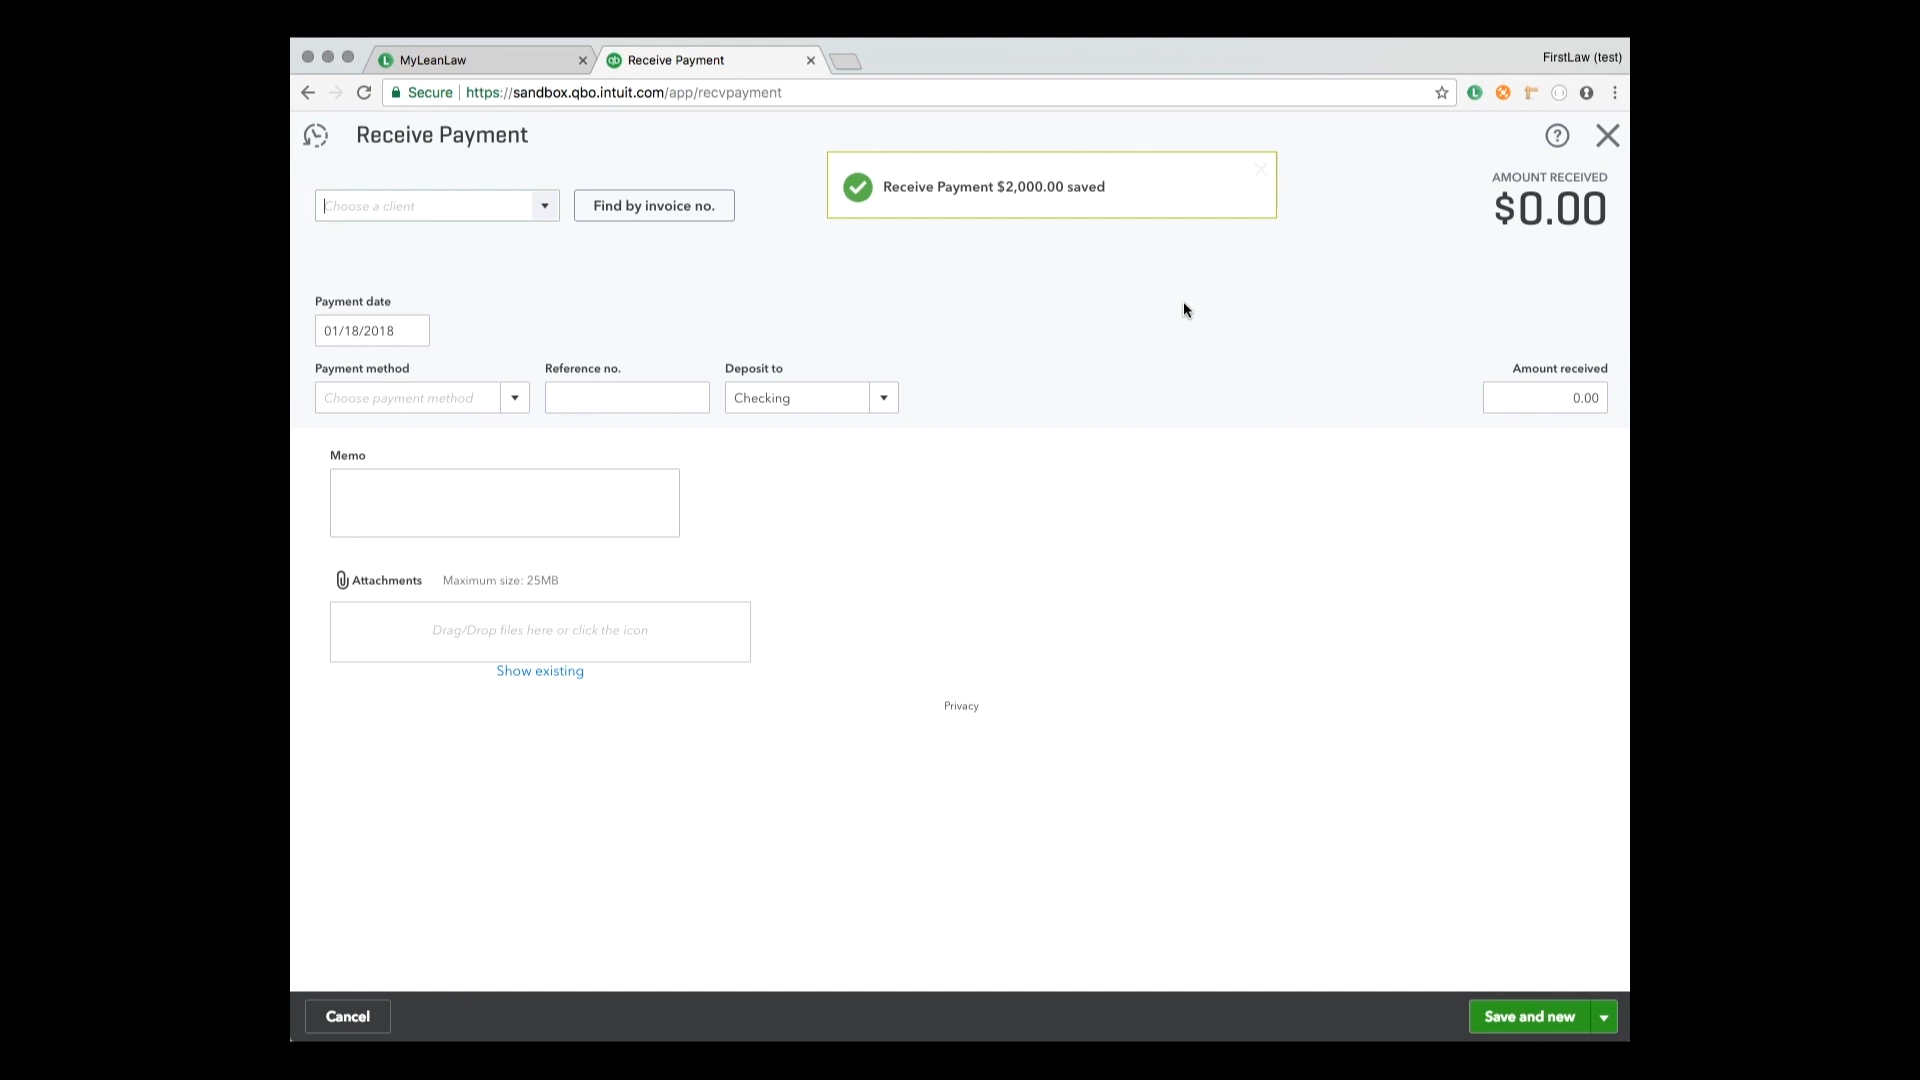 MyLeanLaw
Receive Payment
FirstLaw (test)
Secure
https://sandbox.qbo.intuit.com/app/recvpayment
Receive Payment
Receive Payment $2,000.00 saved
AMOUNT RECEIVED
$0.00
Choose a client
Find by invoice no.
Payment date
01/18/2018
Payment method
Reference no.
Deposit to
Amount received
Choose payment method
Checking
0.00
Memo
Attachments
Maximum size: 25MB
Drag/Drop files here or click the icon
Show existing
Privacy
Cancel
Save and new